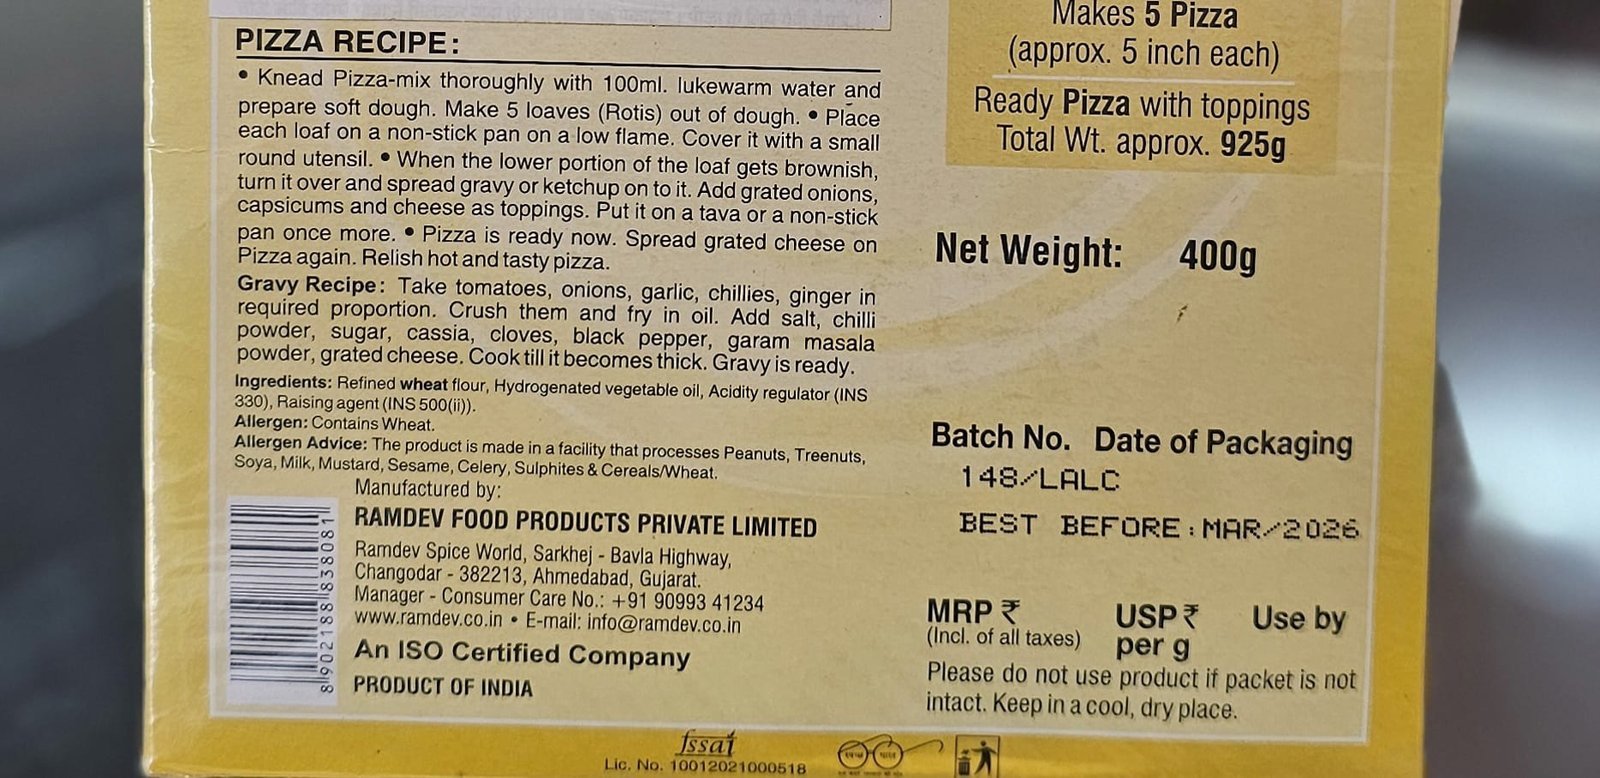 PIZZA RECIPE:
• Knead Pizza-mix thoroughly with 100ml. lukewarm water and
prepare soft dough. Make 5 loaves (Rotis) out of dough. • Place
each loaf on a non-stick pan on a low flame. Cover it with a small
round utensil. • When the lower portion of the loaf gets brownish,
turn it over and spread gravy or ketchup on to it. Add grated onions,
capsicums and cheese as toppings. Put it on a tava or a non-stick
pan once more. • Pizza is ready now. Spread grated cheese on
Pizza again. Relish hot and tasty pizza.
Gravy Recipe: Take tomatoes, onions, garlic, chillies, ginger in
required proportion. Crush them and fry in oil. Add salt, chilli
powder, sugar, cassia, cloves, black pepper, garam masala
powder, grated cheese. Cook till it becomes thick. Gravy is ready.
Ingredients: Refined wheat flour, Hydrogenated vegetable oil, Acidity regulator (INS
330), Raising agent (INS 500(ii)).
Allergen: Contains Wheat.
Allergen Advice: The product is made in a facility that processes Peanuts, Treenuts,
Soya, Milk, Mustard, Sesame, Celery, Sulphites & Cereals/Wheat.
Manufactured by:
RAMDEV FOOD PRODUCTS PRIVATE LIMITED
Ramdev Spice World, Sarkhej - Bavla Highway,
Changodar - 382213, Ahmedabad, Gujarat.
Manager - Consumer Care No.: +91 90993 41234
www.ramdev.co.in • E-mail: info@ramdev.co.in
An ISO Certified Company
PRODUCT OF INDIA
8 902188 838081
Makes 5 Pizza
(approx. 5 inch each)
Ready Pizza with toppings
Total Wt. approx. 925g
Net Weight: 400g
Batch No. Date of Packaging
148/LALC
BEST BEFORE:MAR/2026
MRP ₹ USP ₹ Use by
(Incl. of all taxes) per g
Please do not use product if packet is not
intact. Keep in a cool, dry place.
fssai
Lic. No. 10012021000518